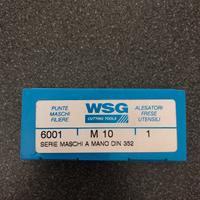 PUNTE
MASCHI
FILIERE
WSG
CUTTING TOOLS
ALESATORI
FRESE
UTENSILI
6001 M 10 1
SERIE MASCHI A MANO DIN 352